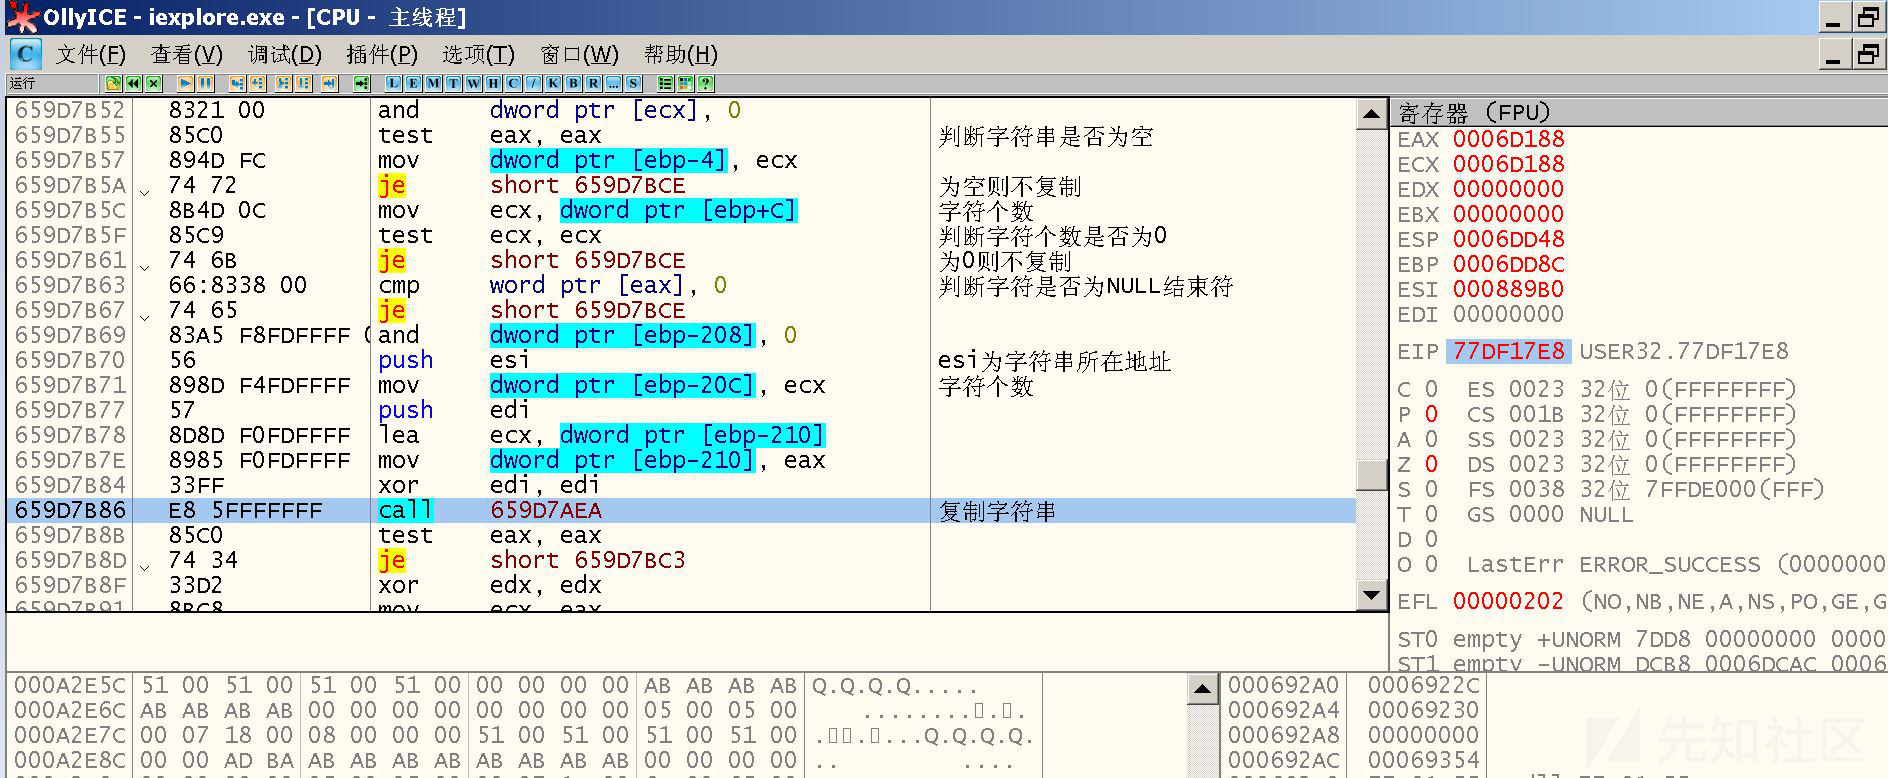 OllyICE - iexplore.exe - [CPU - 主线程]
C 文件(F) 查看(V) 调试(D) 插件(P) 选项(T) 窗口(W) 帮助(H)
运行 L E M T W H C / K B R ... S ?
659D7B52 8321 00 and dword ptr [ecx], 0
659D7B55 85C0 test eax, eax 判断字符串是否为空
659D7B57 894D FC mov dword ptr [ebp-4], ecx
659D7B5A 74 72 je short 659D7BCE 为空则不复制
659D7B5C 8B4D 0C mov ecx, dword ptr [ebp+C] 字符个数
659D7B5F 85C9 test ecx, ecx 判断字符个数是否为0
659D7B61 74 6B je short 659D7BCE 为0则不复制
659D7B63 66:8338 00 cmp word ptr [eax], 0 判断字符是否为NULL结束符
659D7B67 74 65 je short 659D7BCE
659D7B69 83A5 F8FDFFFF ( and dword ptr [ebp-208], 0
659D7B70 56 push esi esi为字符串所在地址
659D7B71 898D F4FDFFFF mov dword ptr [ebp-20C], ecx 字符个数
659D7B77 57 push edi
659D7B78 8D8D F0FDFFFF lea ecx, dword ptr [ebp-210]
659D7B7E 8985 F0FDFFFF mov dword ptr [ebp-210], eax
659D7B84 33FF xor edi, edi
659D7B86 E8 5FFFFFFF call 659D7AEA 复制字符串
659D7B8B 85C0 test eax, eax
659D7B8D 74 34 je short 659D7BC3
659D7B8F 33D2 xor edx, edx
659D7B91 8BC8 mov ecx, eax
寄存器 (FPU)
EAX 0006D188
ECX 0006D188
EDX 00000000
EBX 00000000
ESP 0006DD48
EBP 0006DD8C
ESI 000889B0
EDI 00000000
EIP 77DF17E8 USER32.77DF17E8
C 0 ES 0023 32位 0(FFFFFFFF)
P 0 CS 001B 32位 0(FFFFFFFF)
A 0 SS 0023 32位 0(FFFFFFFF)
Z 0 DS 0023 32位 0(FFFFFFFF)
S 0 FS 0038 32位 7FFDE000(FFF)
T 0 GS 0000 NULL
D 0
O 0 LastErr ERROR_SUCCESS (0000000
EFL 00000202 (NO,NB,NE,A,NS,PO,GE,G
ST0 empty +UNORM 7DD8 00000000 0000
ST1 empty -UNORM DCB8 0006DCAC 0006
000A2E5C 51 00 51 00 51 00 51 00 00 00 00 00 AB AB AB AB Q.Q.Q.Q.....
000A2E6C AB AB AB AB 00 00 00 00 00 00 00 00 05 00 05 00
000A2E7C 00 07 18 00 08 00 00 00 51 00 51 00 51 00 51 00
000A2E8C 00 00 AD BA AB AB AB AB AB AB AB AB 00 00 00 00
000692A0 0006922C
000692A4 00069230
000692A8 00000000
000692AC 00069354
先知社区